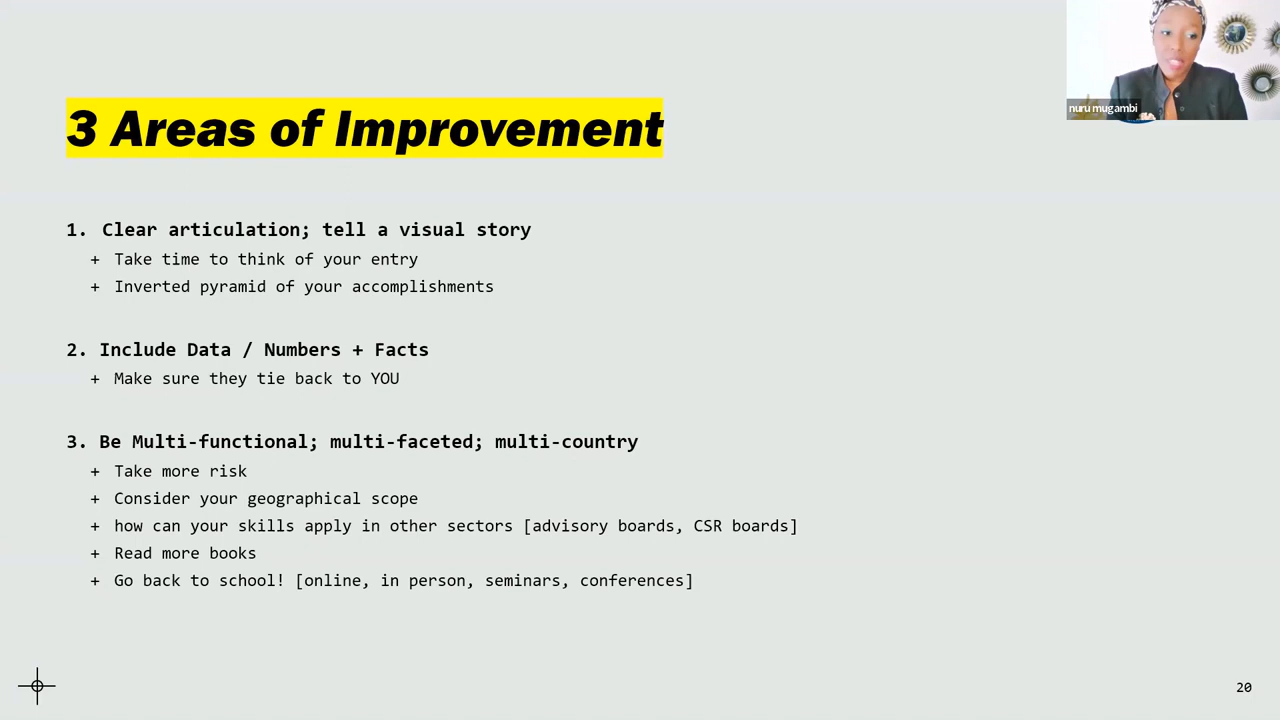 nuru mugambi
3 Areas of Improvement
1. Clear articulation; tell a visual story
+ Take time to think of your entry
+ Inverted pyramid of your accomplishments
2. Include Data / Numbers + Facts
+ Make sure they tie back to YOU
3. Be Multi-functional; multi-faceted; multi-country
+ Take more risk
+ Consider your geographical scope
+ how can your skills apply in other sectors [advisory boards, CSR boards]
+ Read more books
+ Go back to school! [online, in person, seminars, conferences]
20